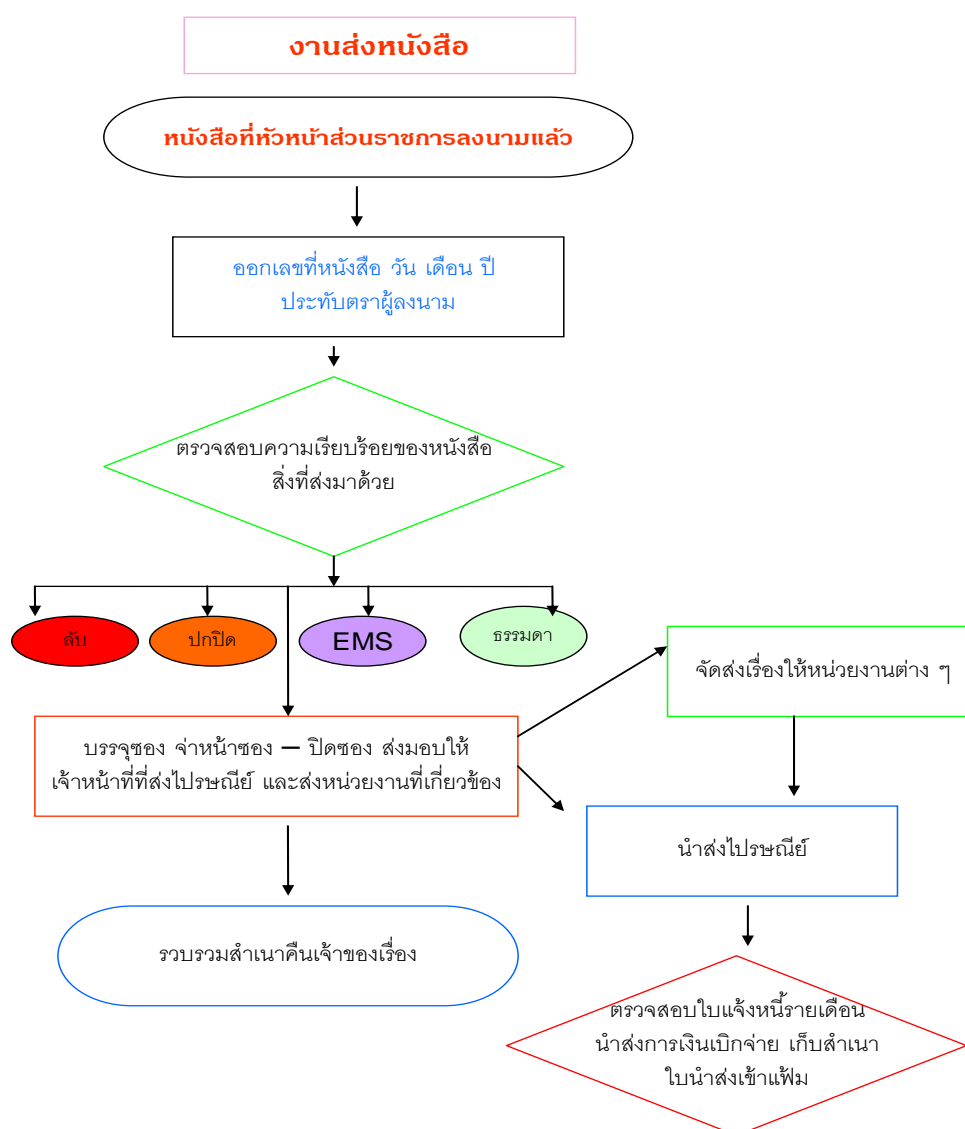 งานส่งหนังสือ
หนังสือที่หัวหน้าส่วนราชการลงนามแล้ว
ออกเลขที่หนังสือ วัน เดือน ปี
ประทับตราผู้ลงนาม
ตรวจสอบความเรียบร้อยของหนังสือ
สิ่งที่ส่งมาด้วย
ลับ
ปกปิด
EMS
ธรรมดา
จัดส่งเรื่องให้หน่วยงานต่าง ๆ
บรรจุซอง จ่าหน้าซอง – ปิดซอง ส่งมอบให้
เจ้าหน้าที่ที่ส่งไปรษณีย์ และส่งหน่วยงานที่เกี่ยวข้อง
นำส่งไปรษณีย์
รวบรวมสำเนาคืนเจ้าของเรื่อง
ตรวจสอบใบแจ้งหนี้รายเดือน
นำส่งการเงินเบิกจ่าย เก็บสำเนา
ใบนำส่งเข้าแฟ้ม